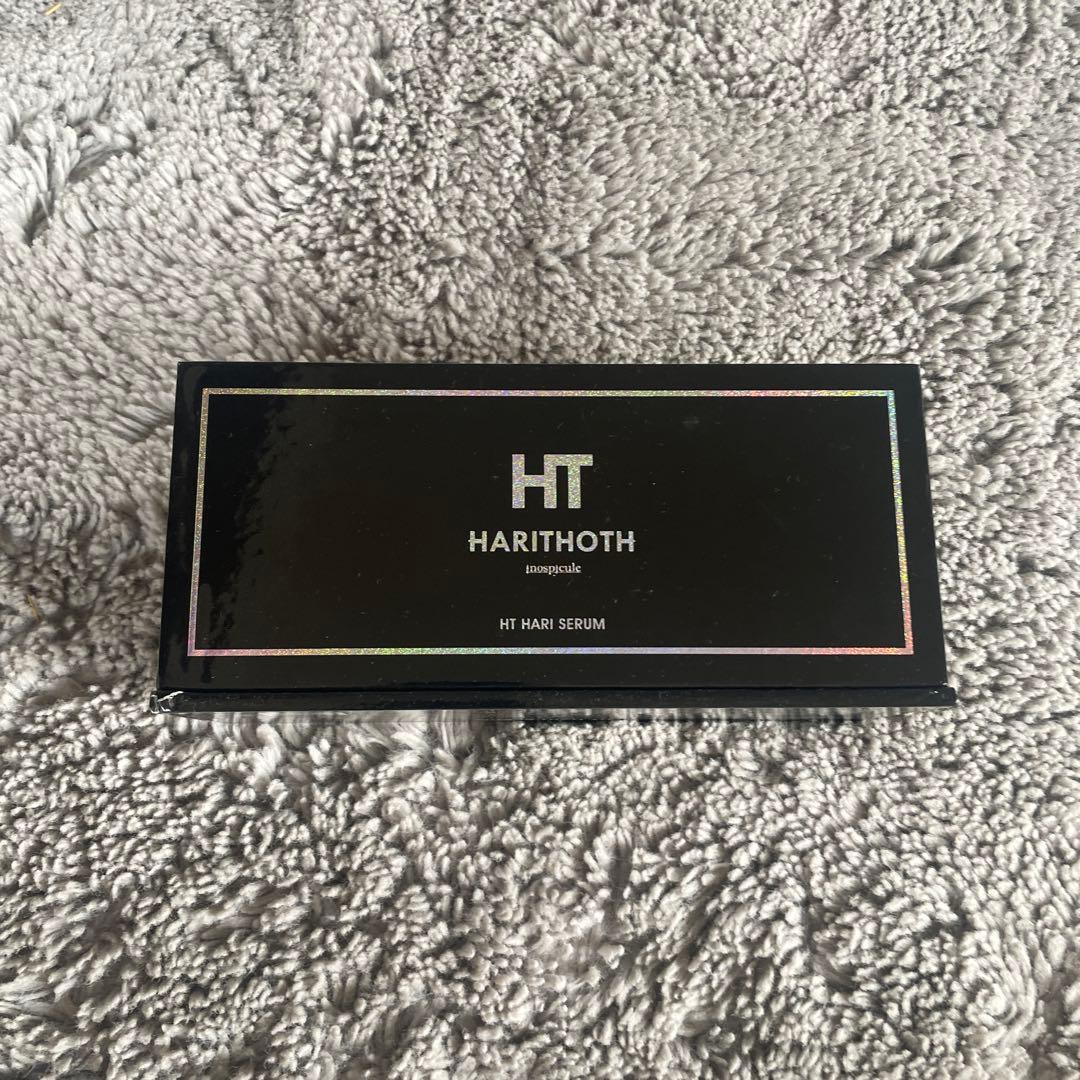 HT
HARITHOTH
inospicule
HT HARI SERUM